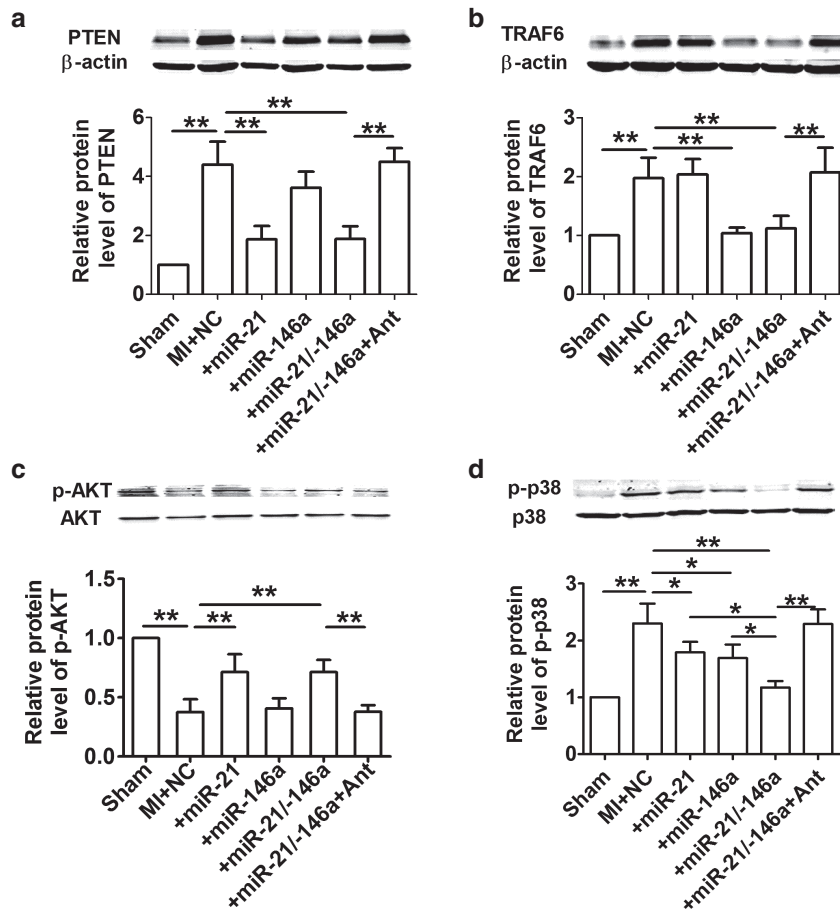 a
PTEN
β-actin
** ** ** **
Relative protein
level of PTEN
6
4
2
0
Sham
MI+NC
+miR-21
+miR-146a
+miR-21/-146a
+miR-21/-146a+Ant
b
TRAF6
β-actin
** ** ** **
Relative protein
level of TRAF6
3
2
1
0
Sham
MI+NC
+miR-21
+miR-146a
+miR-21/-146a
+miR-21/-146a+Ant
c
p-AKT
AKT
** ** ** **
Relative protein
level of p-AKT
1.5
1.0
0.5
0.0
Sham
MI+NC
+miR-21
+miR-146a
+miR-21/-146a
+miR-21/-146a+Ant
d
p-p38
p38
**
*
** * * **
*
Relative protein
level of p-p38
3
2
1
0
Sham
MI+NC
+miR-21
+miR-146a
+miR-21/-146a
+miR-21/-146a+Ant